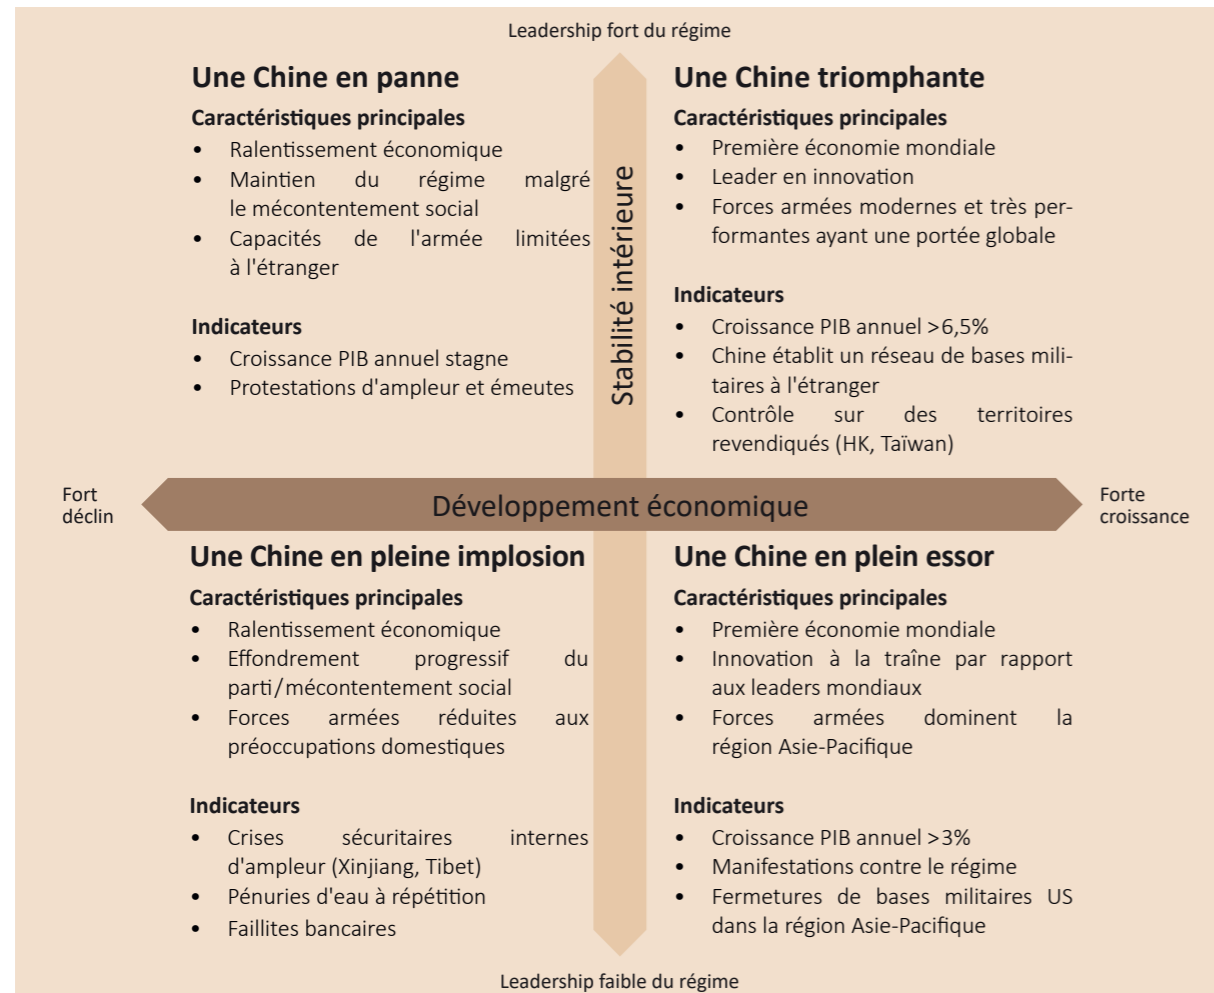 Leadership fort du régime
Une Chine en panne
Caractéristiques principales
• Ralentissement économique
• Maintien du régime malgré
le mécontentement social
• Capacités de l'armée limitées
à l'étranger
Indicateurs
• Croissance PIB annuel stagne
• Protestations d'ampleur et émeutes
Stabilité intérieure
Une Chine triomphante
Caractéristiques principales
• Première économie mondiale
• Leader en innovation
• Forces armées modernes et très per-
formantes ayant une portée globale
Indicateurs
• Croissance PIB annuel >6,5%
• Chine établit un réseau de bases mili-
taires à l'étranger
• Contrôle sur des territoires
revendiqués (HK, Taïwan)
Fort
déclin
Développement économique
Forte
croissance
Une Chine en pleine implosion
Caractéristiques principales
• Ralentissement économique
• Effondrement progressif du
parti/mécontentement social
• Forces armées réduites aux
préoccupations domestiques
Indicateurs
• Crises sécuritaires internes
d'ampleur (Xinjiang, Tibet)
• Pénuries d'eau à répétition
• Faillites bancaires
Une Chine en plein essor
Caractéristiques principales
• Première économie mondiale
• Innovation à la traîne par rapport
aux leaders mondiaux
• Forces armées dominent la
région Asie-Pacifique
Indicateurs
• Croissance PIB annuel >3%
• Manifestations contre le régime
• Fermetures de bases militaires US
dans la région Asie-Pacifique
Leadership faible du régime